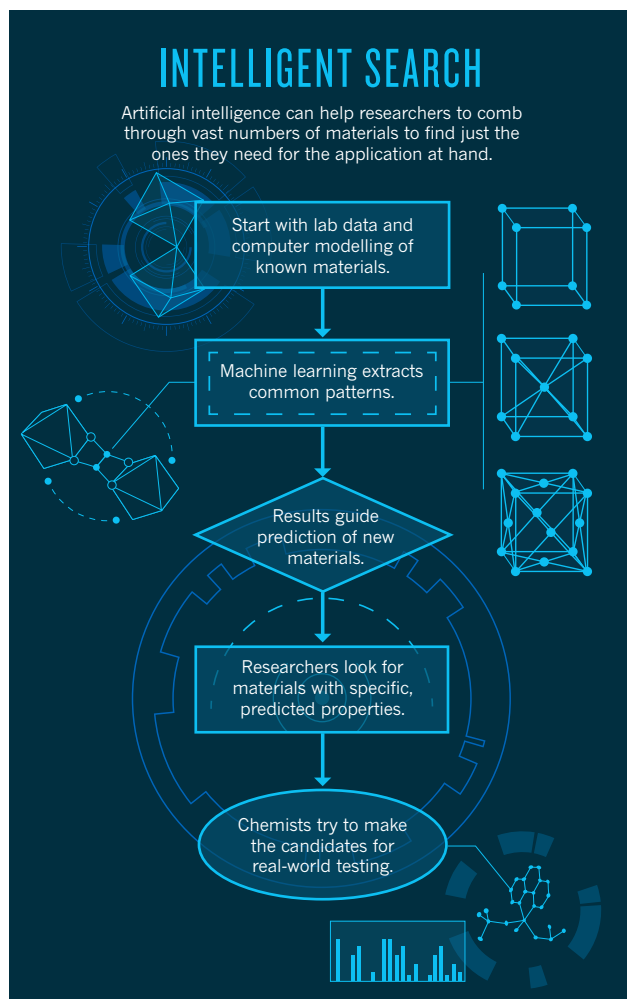 INTELLIGENT SEARCH
Artificial intelligence can help researchers to comb
through vast numbers of materials to find just the
ones they need for the application at hand.
Start with lab data and
computer modelling of
known materials.
Machine learning extracts
common patterns.
Results guide
prediction of new
materials.
Researchers look for
materials with specific,
predicted properties.
Chemists try to make
the candidates for
real-world testing.